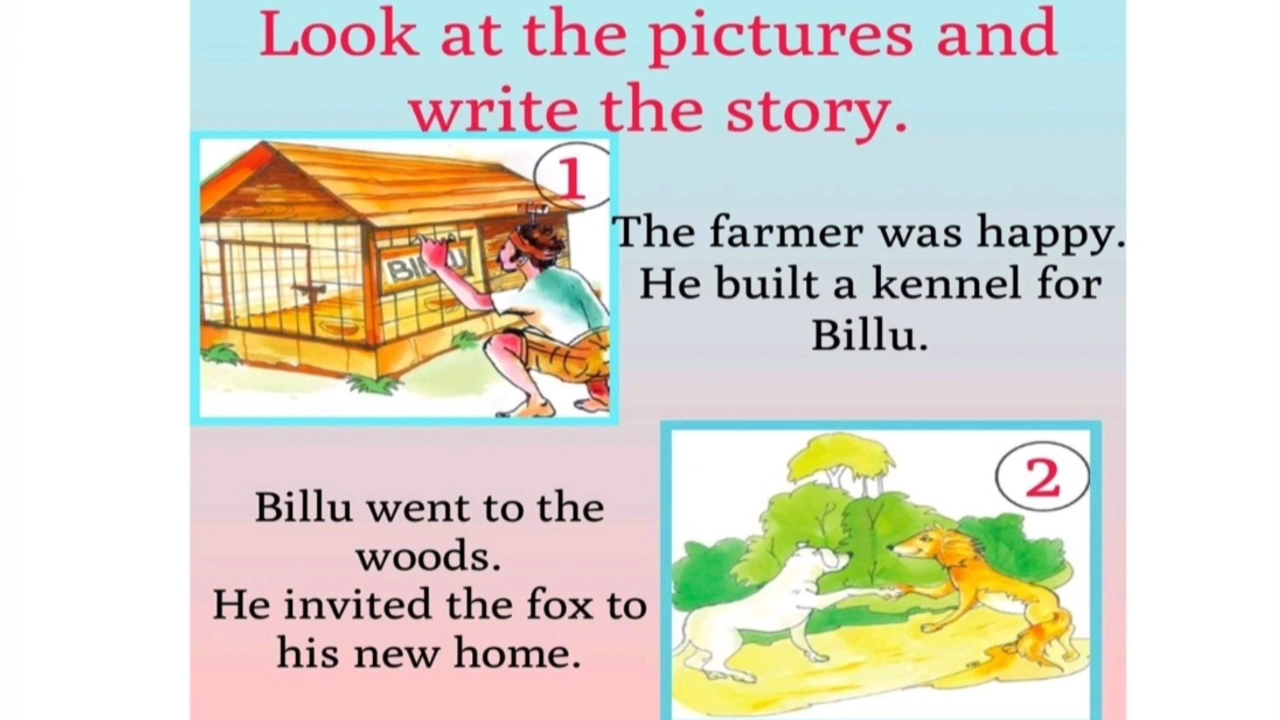 Look at the pictures and
write the story.
1
BILLU
The farmer was happy.
He built a kennel for
Billu.
2
Billu went to the
woods.
He invited the fox to
his new home.